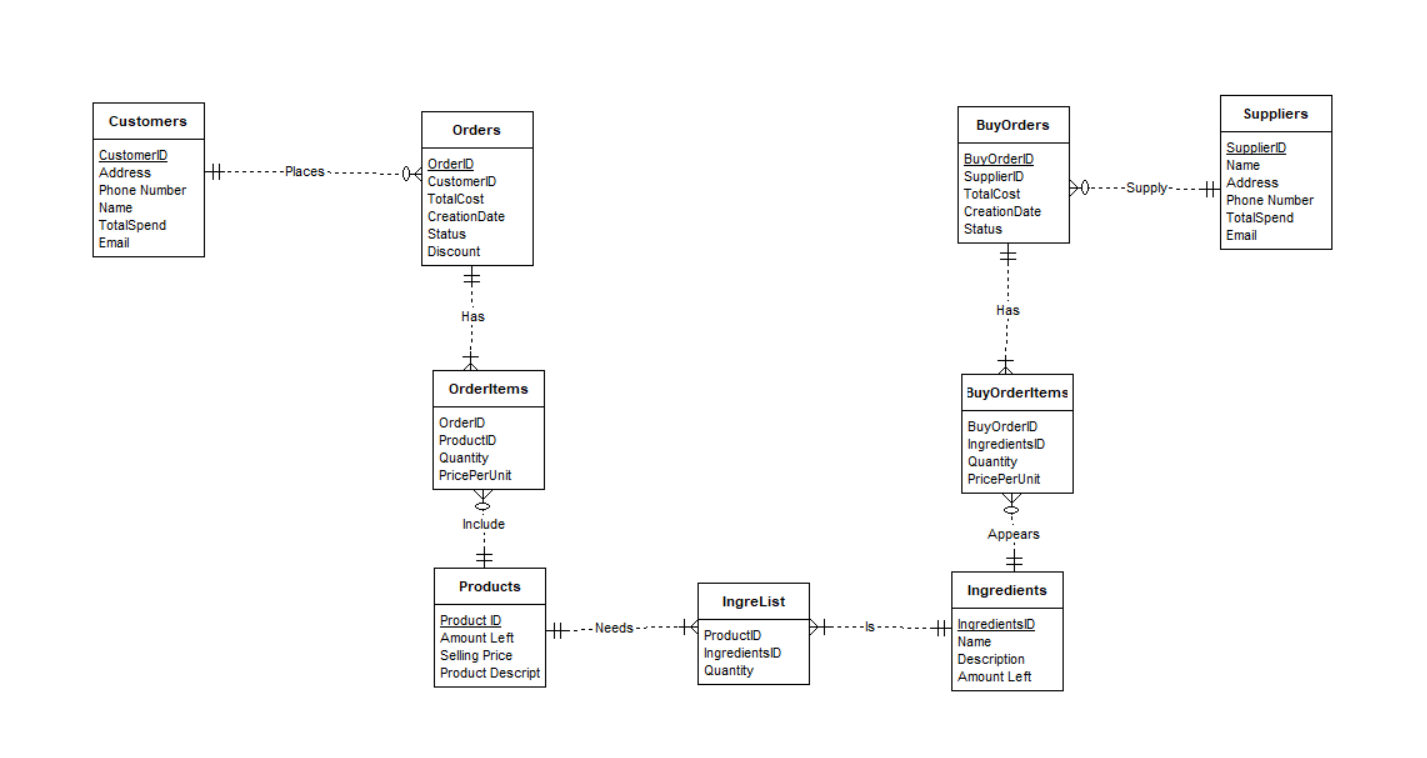 Customers
CustomerID
Address
Phone Number
Name
TotalSpend
Email
Places
Orders
OrderID
CustomerID
TotalCost
CreationDate
Status
Discount
BuyOrders
BuyOrderID
SupplierID
TotalCost
CreationDate
Status
Supply
Suppliers
SupplierID
Name
Address
Phone Number
TotalSpend
Email
Has
Has
OrderItems
OrderID
ProductID
Quantity
PricePerUnit
BuyOrderItems
BuyOrderID
IngredientsID
Quantity
PricePerUnit
Include
Appears
Products
Product ID
Amount Left
Selling Price
Product Descript
Needs
IngreList
ProductID
IngredientsID
Quantity
Is
Ingredients
IngredientsID
Name
Description
Amount Left